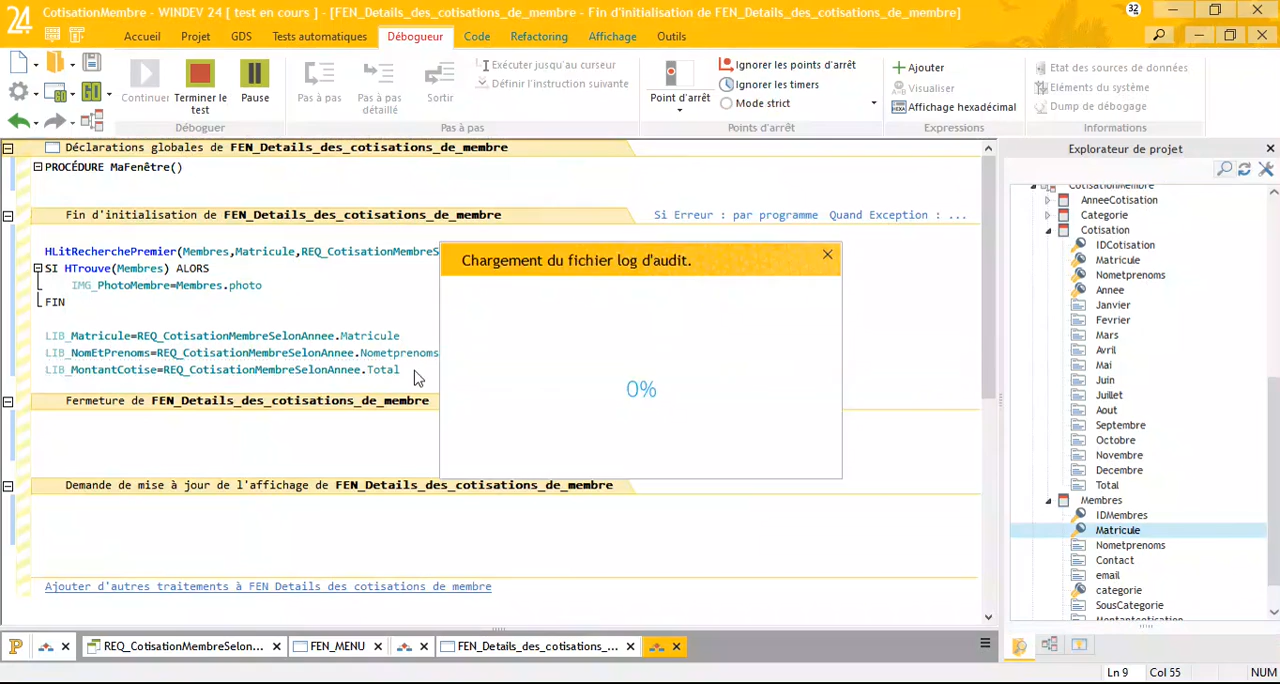 24
CotisationMembre - WINDEV 24 [ test en cours ] - [FEN_Details_des_cotisations_de_membre - Fin d'initialisation de FEN_Details_des_cotisations_de_membre]
32
Accueil
Projet
GDS
Tests automatiques
Débogueur
Code
Refactoring
Affichage
Outils
GO
Continuer
Terminer le test
Pause
Pas à pas
Pas à pas détaillé
Sortir
Exécuter jusqu'au curseur
Définir l'instruction suivante
Point d'arrêt
Ignorer les points d'arrêt
Ignorer les timers
Mode strict
Ajouter
Visualiser
Affichage hexadécimal
Etat des sources de données
Eléments du système
Dump de débogage
Déboguer
Pas à pas
Points d'arrêt
Expressions
Informations
Déclarations globales de FEN_Details_des_cotisations_de_membre
PROCÉDURE MaFenêtre()
Fin d'initialisation de FEN_Details_des_cotisations_de_membre
Si Erreur : par programme Quand Exception : ...
HLitRecherchePremier(Membres,Matricule,REQ_CotisationMembreS
SI HTrouve(Membres) ALORS
IMG_PhotoMembre=Membres.photo
FIN
LIB_Matricule=REQ_CotisationMembreSelonAnnee.Matricule
LIB_NomEtPrenoms=REQ_CotisationMembreSelonAnnee.Nometprenoms
LIB_MontantCotise=REQ_CotisationMembreSelonAnnee.Total
Fermeture de FEN_Details_des_cotisations_de_membre
Demande de mise à jour de l'affichage de FEN_Details_des_cotisations_de_membre
Ajouter d'autres traitements à FEN Details des cotisations de membre
Chargement du fichier log d'audit.
0%
Explorateur de projet
CotisationMembre
AnneeCotisation
Categorie
Cotisation
IDCotisation
Matricule
Nometprenoms
Annee
Janvier
Fevrier
Mars
Avril
Mai
Juin
Juillet
Aout
Septembre
Octobre
Novembre
Decembre
Total
Membres
IDMembres
Matricule
Nometprenoms
Contact
email
categorie
SousCategorie
Montantcotisation
P
REQ_CotisationMembreSelon...
FEN_MENU
FEN_Details_des_cotisations_...
Ln 9
Col 55
NUM